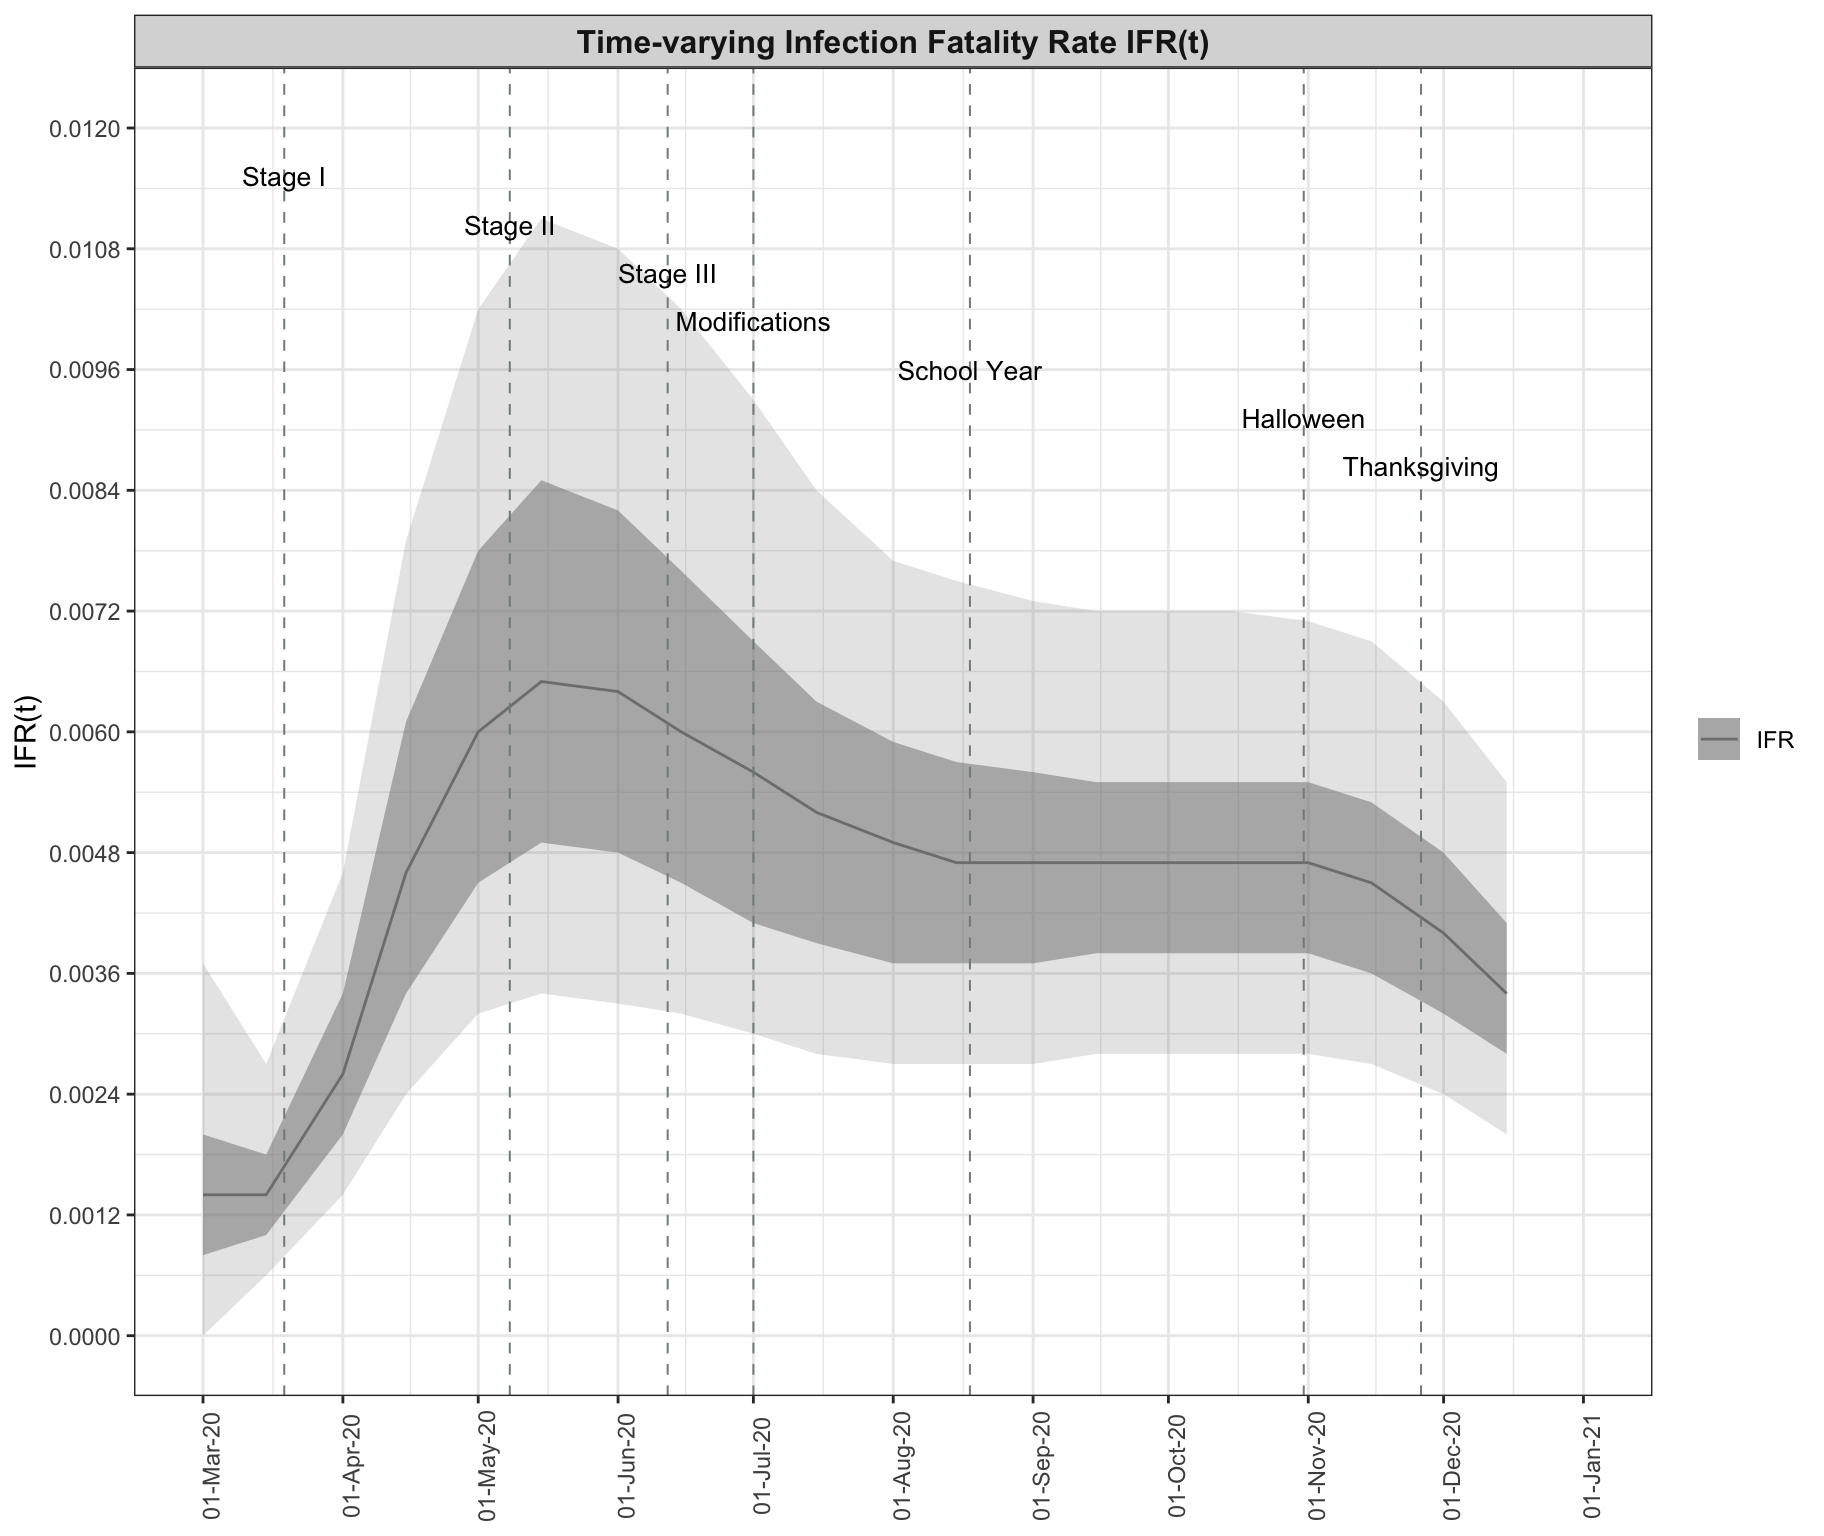 Time-varying Infection Fatality Rate IFR(t)
0.0120
Stage I
Stage II
0.0108
Stage III
Modifications
0.0096
School Year
Halloween
Thanksgiving
0.0084
0.0072
IFR(t)
0.0060
IFR
0.0048
0.0036
0.0024
0.0012
0.0000
01-Mar-20
01-Apr-20
01-May-20
01-Jun-20
01-Jul-20
01-Aug-20
01-Sep-20
01-Oct-20
01-Nov-20
01-Dec-20
01-Jan-21